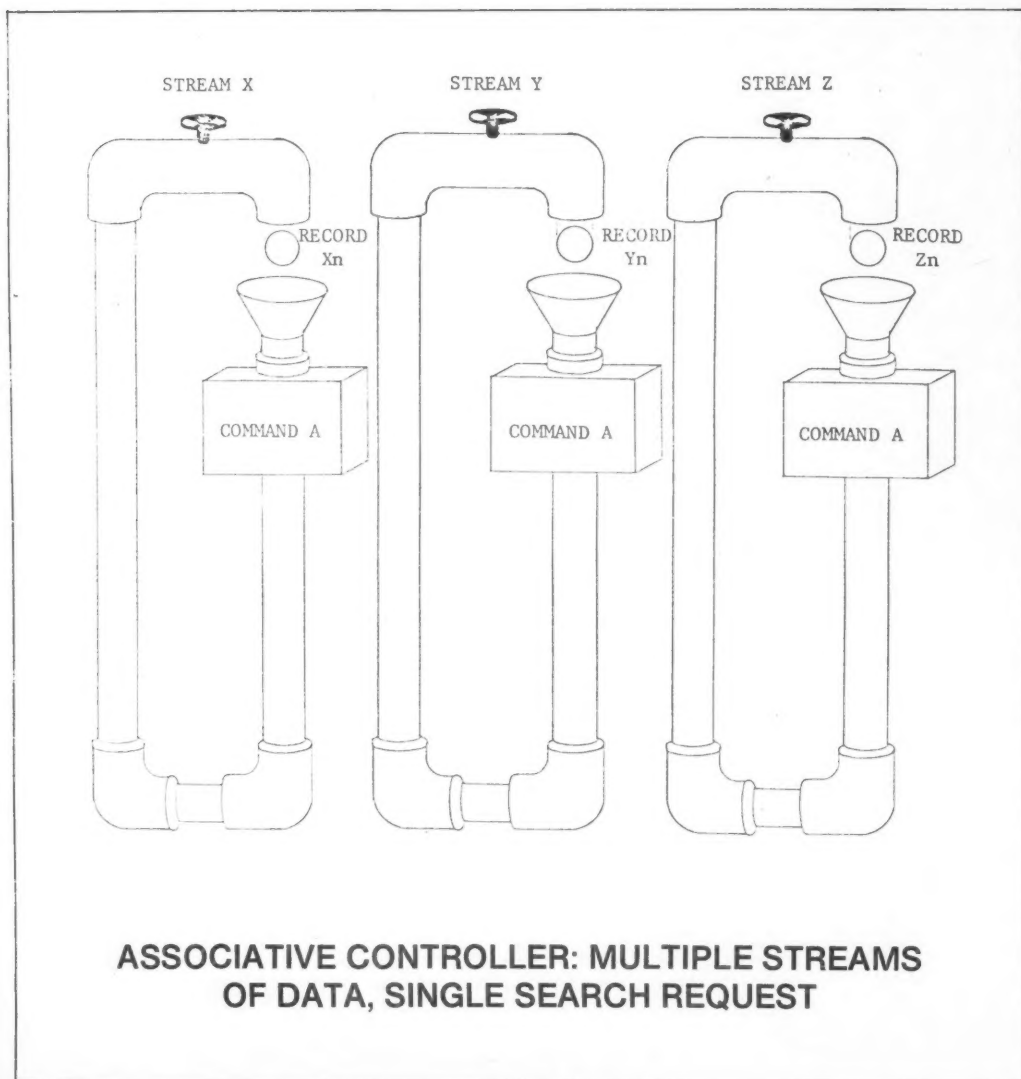 STREAM X
STREAM Y
STREAM Z
RECORD
Xn
RECORD
Yn
RECORD
Zn
COMMAND A
COMMAND A
COMMAND A
ASSOCIATIVE CONTROLLER: MULTIPLE STREAMS
OF DATA, SINGLE SEARCH REQUEST